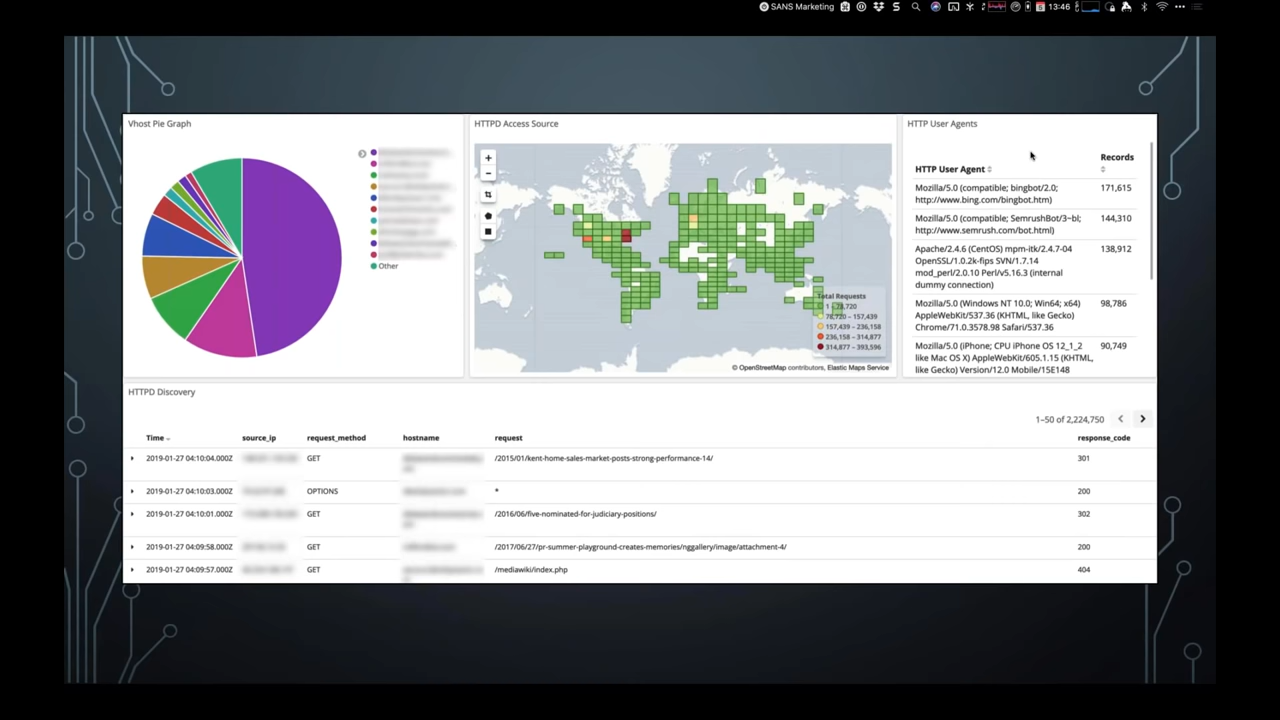 SANS Marketing
13:46
Vhost Pie Graph
Other
HTTPD Access Source
+
−
Total Requests
78,720 – 157,439
157,439 – 236,158
236,158 – 314,877
314,877 – 393,596
© OpenStreetMap contributors, Elastic Maps Service
HTTP User Agents
HTTP User Agent Records
Mozilla/5.0 (compatible; bingbot/2.0; 171,615
http://www.bing.com/bingbot.htm)
Mozilla/5.0 (compatible; SemrushBot/3~bl; 144,310
http://www.semrush.com/bot.html)
Apache/2.4.6 (CentOS) mpm-itk/2.4.7-04 138,912
OpenSSL/1.0.2k-fips SVN/1.7.14
mod_perl/2.0.10 Perl/v5.16.3 (internal
dummy connection)
Mozilla/5.0 (Windows NT 10.0; Win64; x64) 98,786
AppleWebKit/537.36 (KHTML, like Gecko)
Chrome/71.0.3578.98 Safari/537.36
Mozilla/5.0 (iPhone; CPU iPhone OS 12_1_2 90,749
like Mac OS X) AppleWebKit/605.1.15 (KHTML,
like Gecko) Version/12.0 Mobile/15E148
HTTPD Discovery
1–50 of 2,224,750
Time source_ip request_method hostname request response_code
2019-01-27 04:10:04.000Z GET /2015/01/kent-home-sales-market-posts-strong-performance-14/ 301
2019-01-27 04:10:03.000Z OPTIONS * 200
2019-01-27 04:10:01.000Z GET /2016/06/five-nominated-for-judiciary-positions/ 302
2019-01-27 04:09:58.000Z GET /2017/06/27/pr-summer-playground-creates-memories/nggallery/image/attachment-4/ 200
2019-01-27 04:09:57.000Z GET /mediawiki/index.php 404